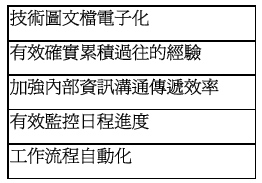 技術圖文檔電子化
有效確實累積過往的經驗
加強內部資訊溝通傳遞效率
有效監控日程進度
工作流程自動化